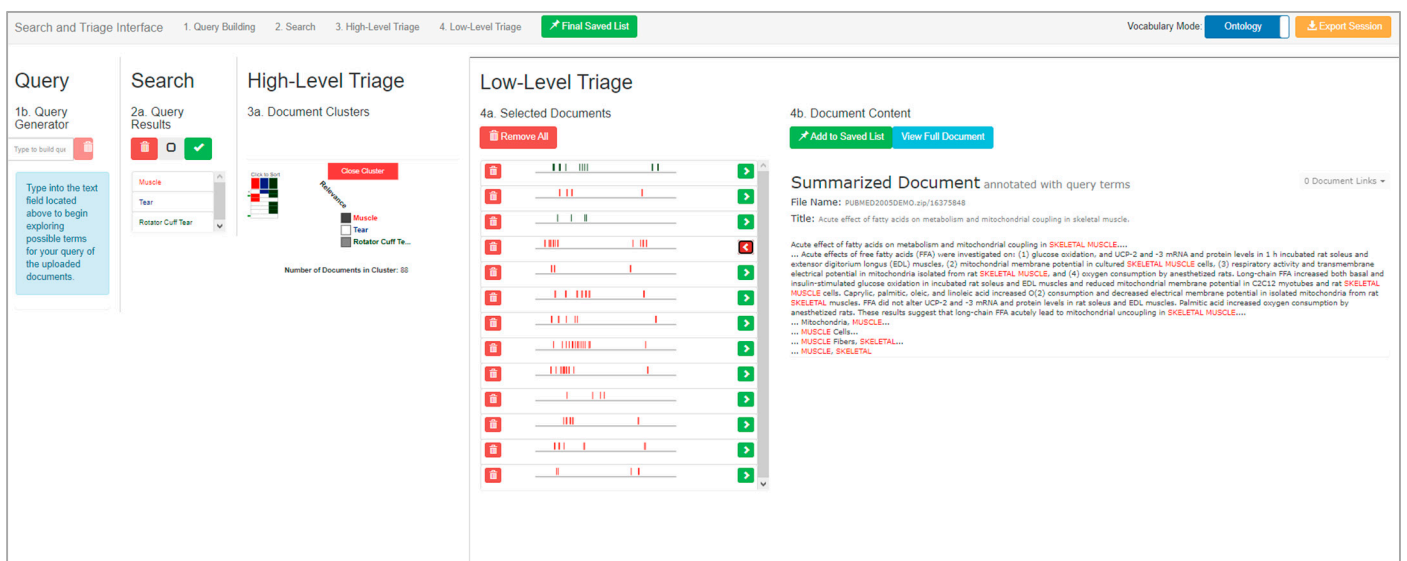 Search and Triage Interface 1. Query Building 2. Search 3. High-Level Triage 4. Low-Level Triage Final Saved List Vocabulary Mode: Ontology Export Session
Query
1b. Query
Generator
Type to build que
Type into the text
field located
above to begin
exploring
possible terms
for your query of
the uploaded
documents.
Search
2a. Query
Results
Muscle
Tear
Rotator Cuff Tear
High-Level Triage
3a. Document Clusters
Click to Sort
Close Cluster
Relevance
Muscle
Tear
Rotator Cuff Te...
Number of Documents in Cluster: 88
Low-Level Triage
4a. Selected Documents
Remove All
4b. Document Content
Add to Saved List View Full Document
Summarized Document annotated with query terms 0 Document Links
File Name: PUBMED2005DEMO.zip/16375848
Title: Acute effect of fatty acids on metabolism and mitochondrial coupling in skeletal muscle.
Acute effect of fatty acids on metabolism and mitochondrial coupling in SKELETAL MUSCLE....
... Acute effects of free fatty acids (FFA) were investigated on: (1) glucose oxidation, and UCP-2 and -3 mRNA and protein levels in 1 h incubated rat soleus and
extensor digitorium longus (EDL) muscles, (2) mitochondrial membrane potential in cultured SKELETAL MUSCLE cells, (3) respiratory activity and transmembrane
electrical potential in mitochondria isolated from rat SKELETAL MUSCLE, and (4) oxygen consumption by anesthetized rats. Long-chain FFA increased both basal and
insulin-stimulated glucose oxidation in incubated rat soleus and EDL muscles and reduced mitochondrial membrane potential in C2C12 myotubes and rat SKELETAL
MUSCLE cells. Caprylic, palmitic, oleic, and linoleic acid increased O(2) consumption and decreased electrical membrane potential in isolated mitochondria from rat
SKELETAL muscles. FFA did not alter UCP-2 and -3 mRNA and protein levels in rat soleus and EDL muscles. Palmitic acid increased oxygen consumption by
anesthetized rats. These results suggest that long-chain FFA acutely lead to mitochondrial uncoupling in SKELETAL MUSCLE....
... Mitochondria, MUSCLE...
... MUSCLE Cells...
... MUSCLE Fibers, SKELETAL...
... MUSCLE, SKELETAL